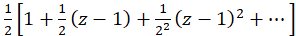 ½[1 + ½(z − 1) + 1/2²(z − 1)² + ⋯]